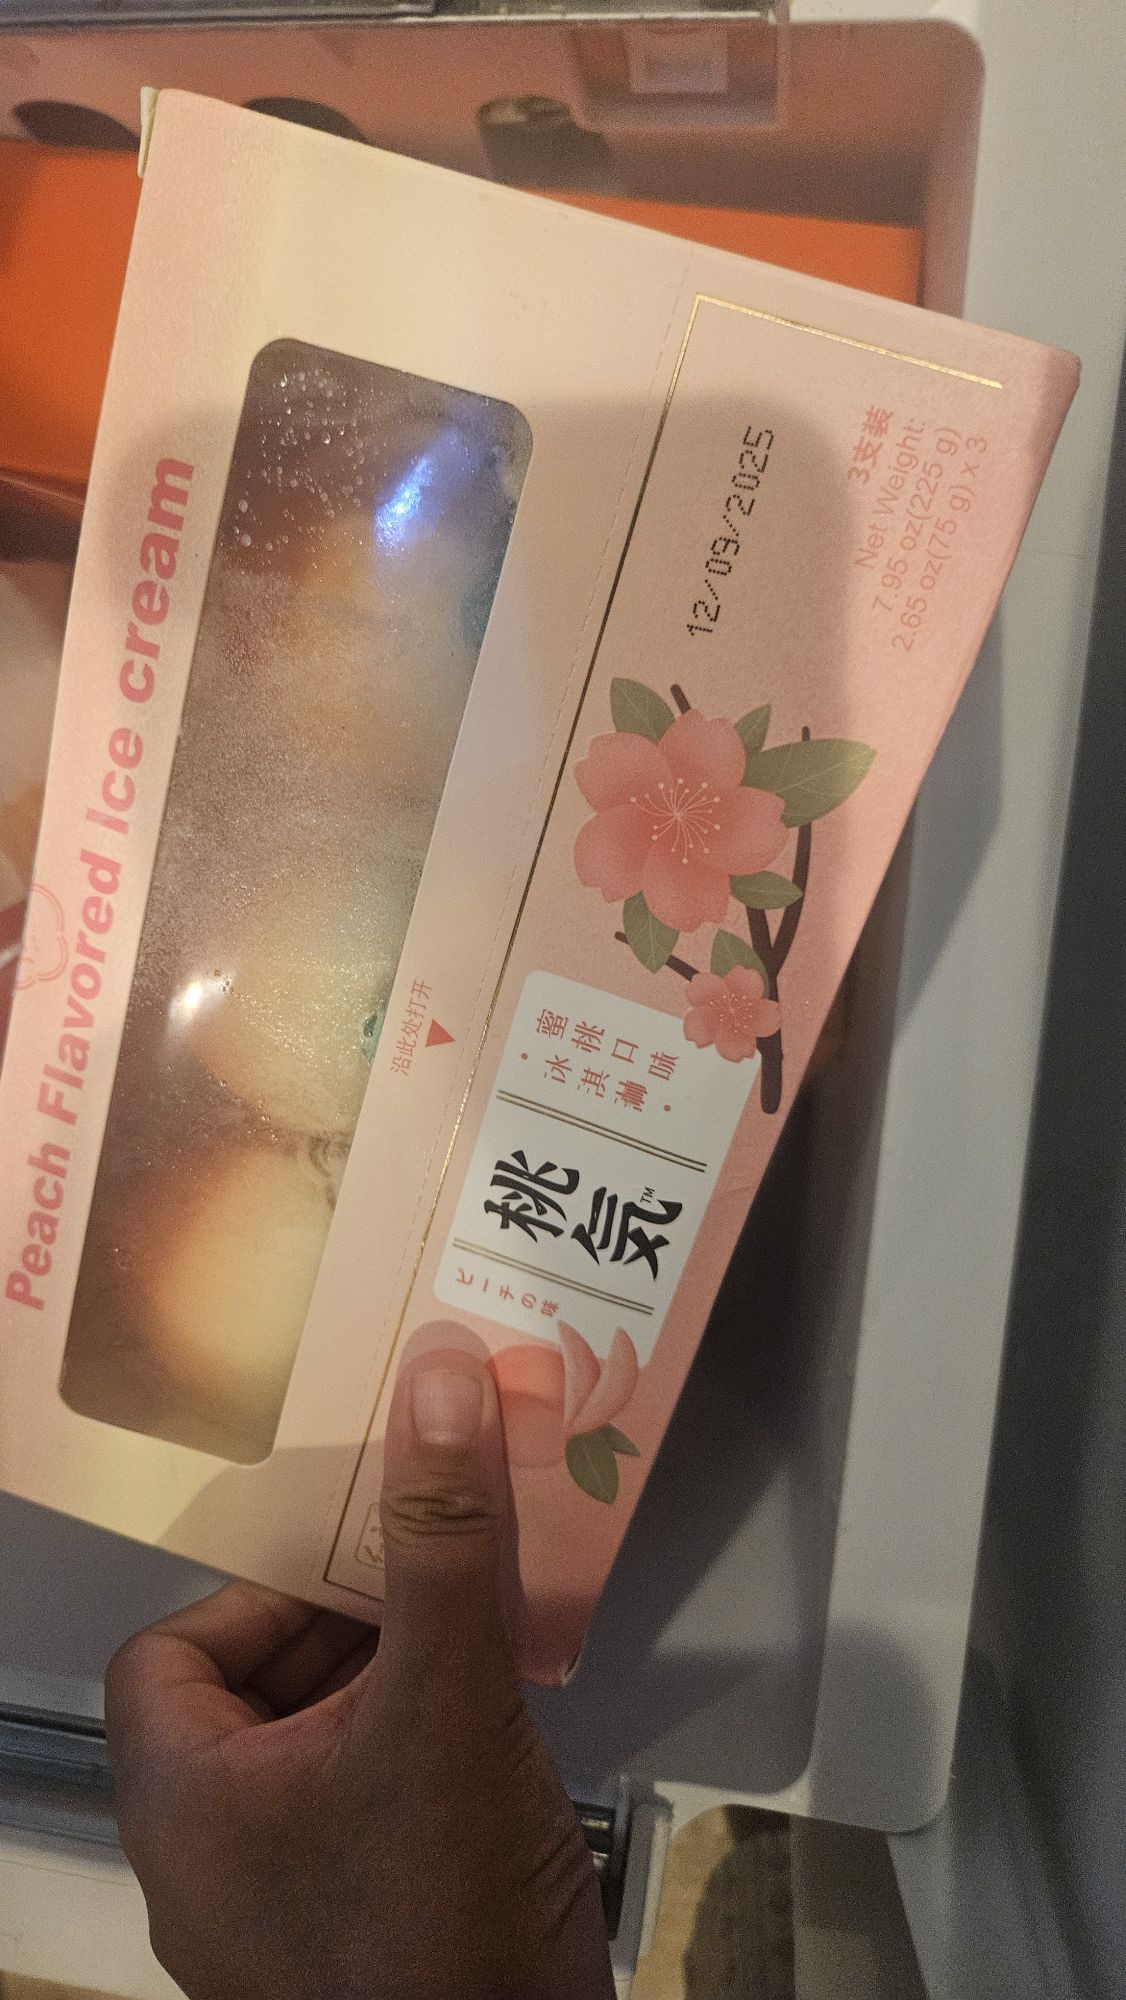 Peach Flavored Ice cream
沿此处打开
12/09/2025
3支装
Net Weight:
7.95 oz(225 g)
2.65 oz(75 g) x 3
蜜桃口味
·冰淇淋·
桃气™
ピーチの味